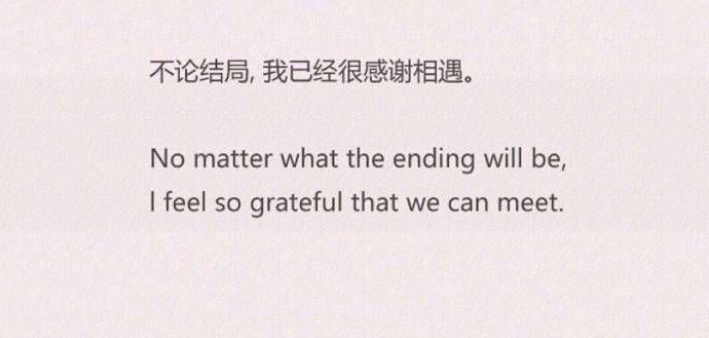 不论结局, 我已经很感谢相遇。
No matter what the ending will be,
I feel so grateful that we can meet.